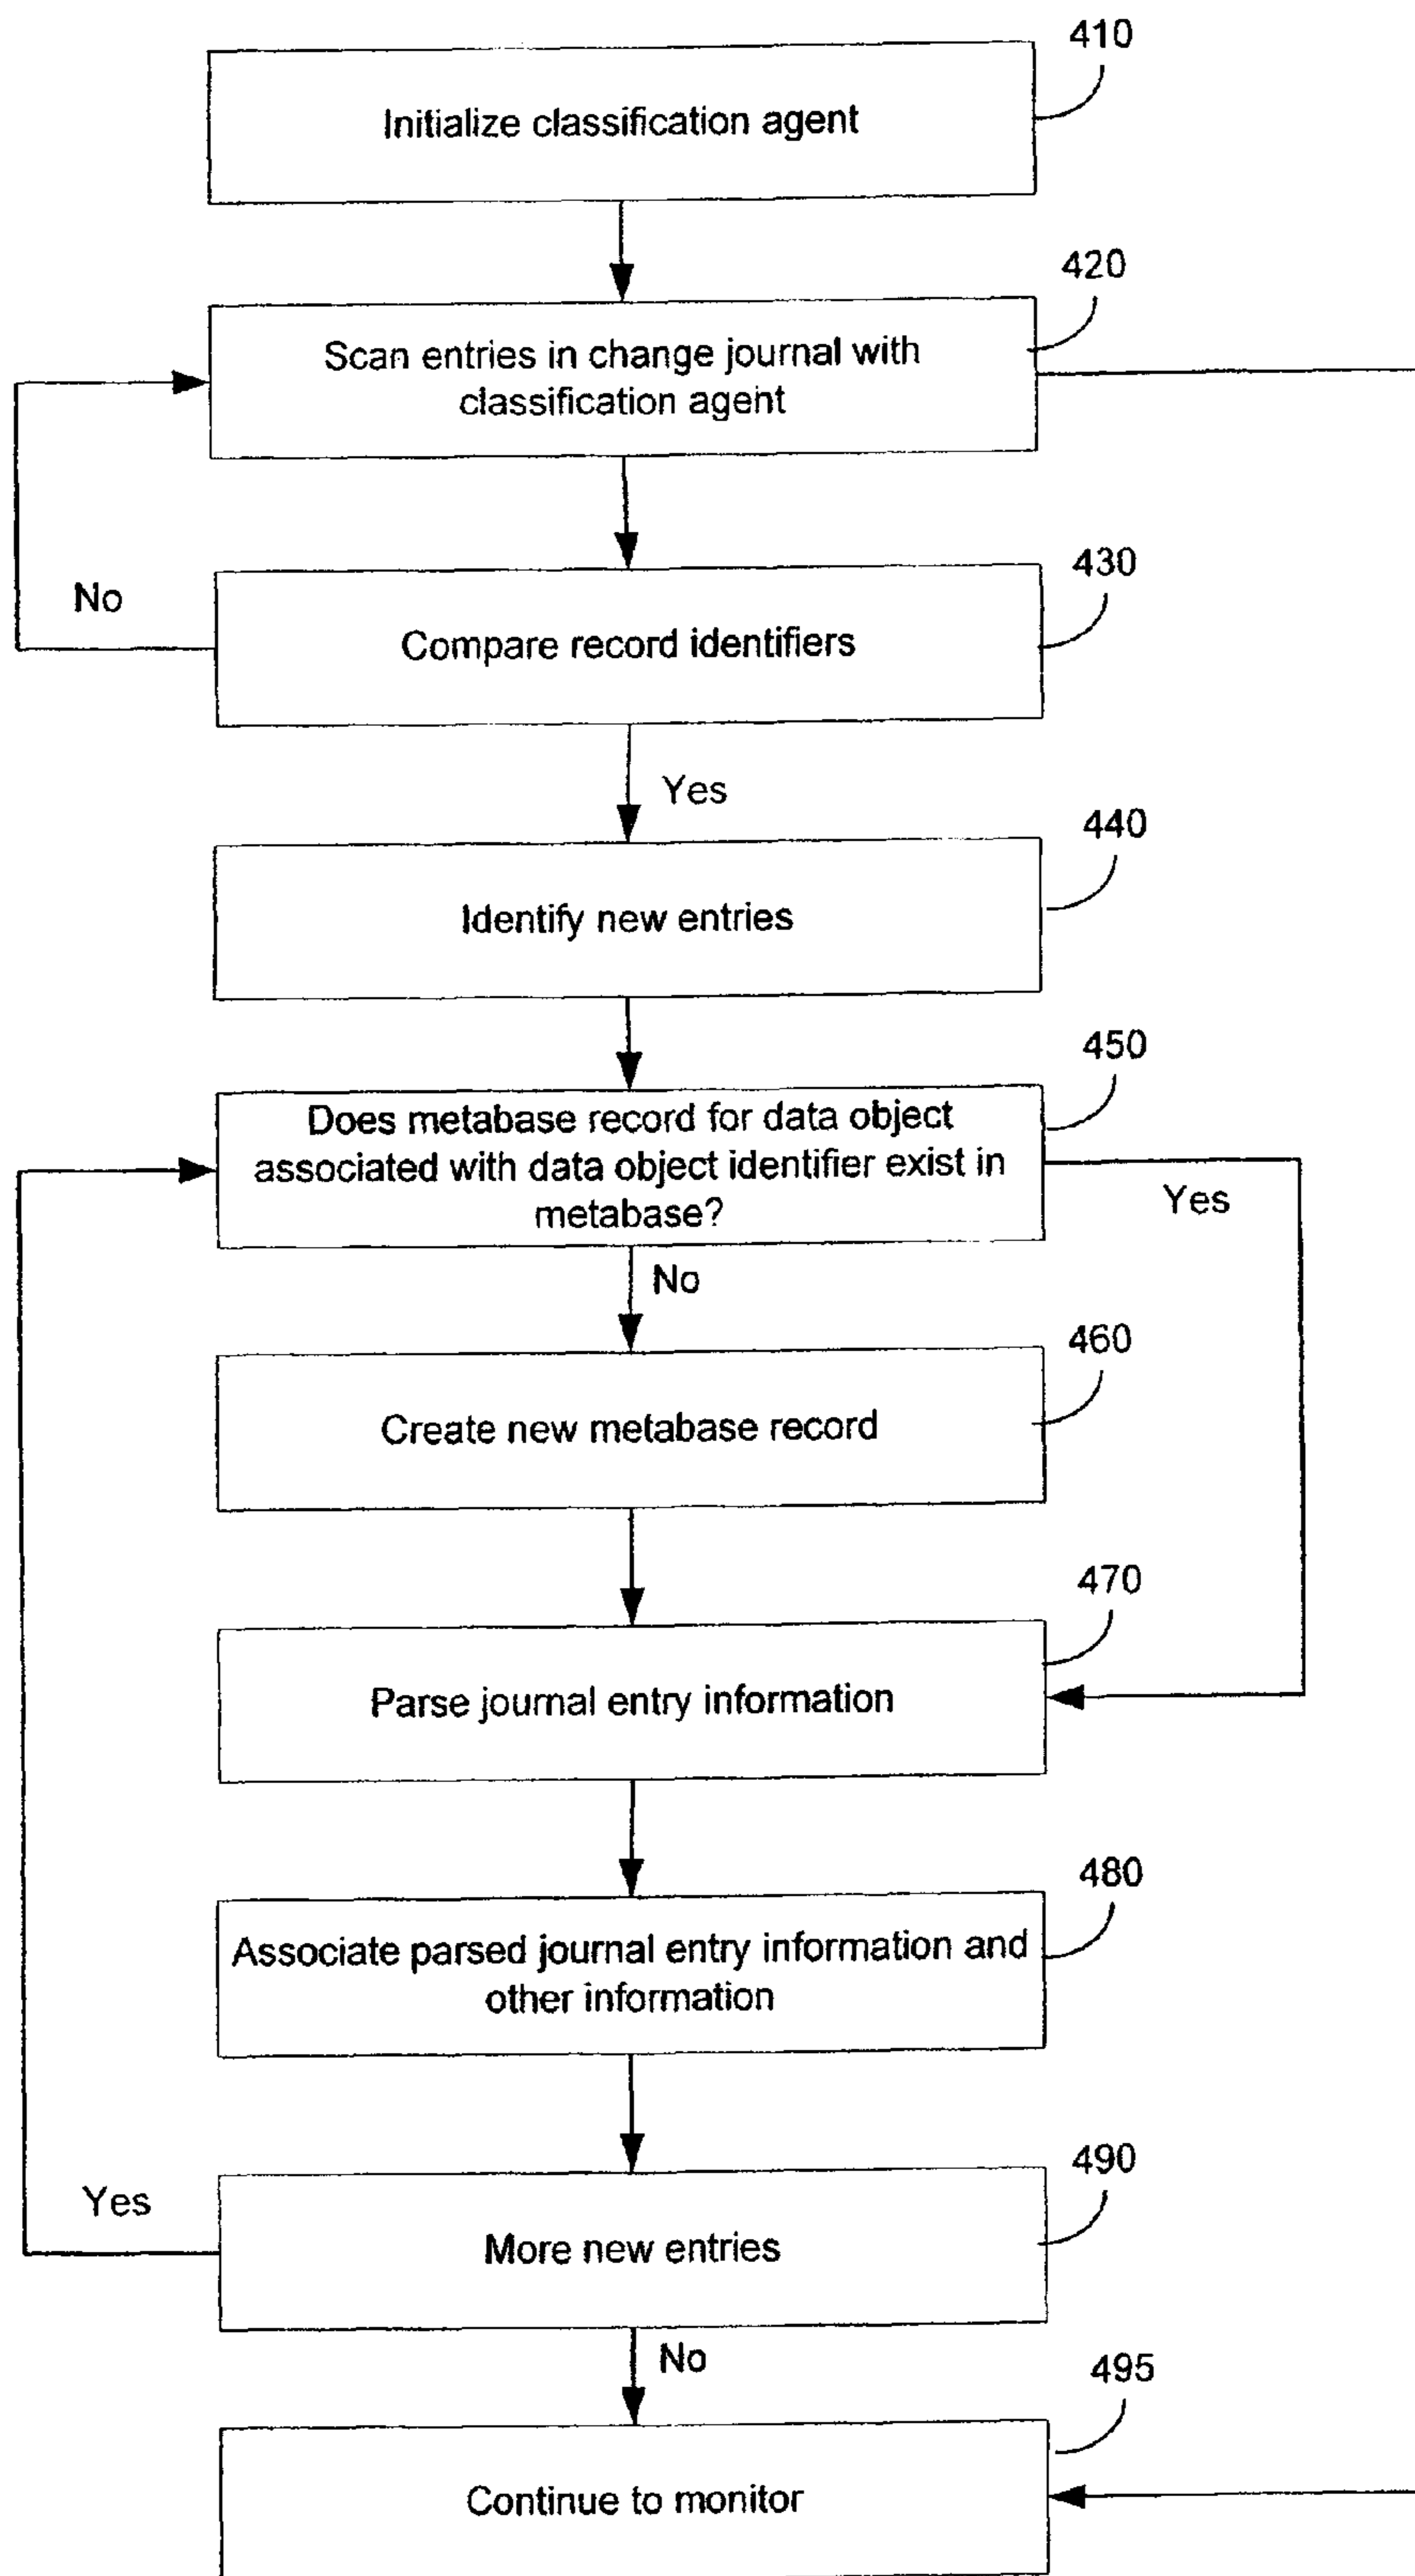 410
Initialize classification agent
420
Scan entries in change journal with
classification agent
430
No
Compare record identifiers
Yes
440
Identify new entries
450
Does metabase record for data object
associated with data object identifier exist in
metabase?
Yes
No
460
Create new metabase record
470
Parse journal entry information
480
Associate parsed journal entry information and
other information
490
Yes
More new entries
No
495
Continue to monitor